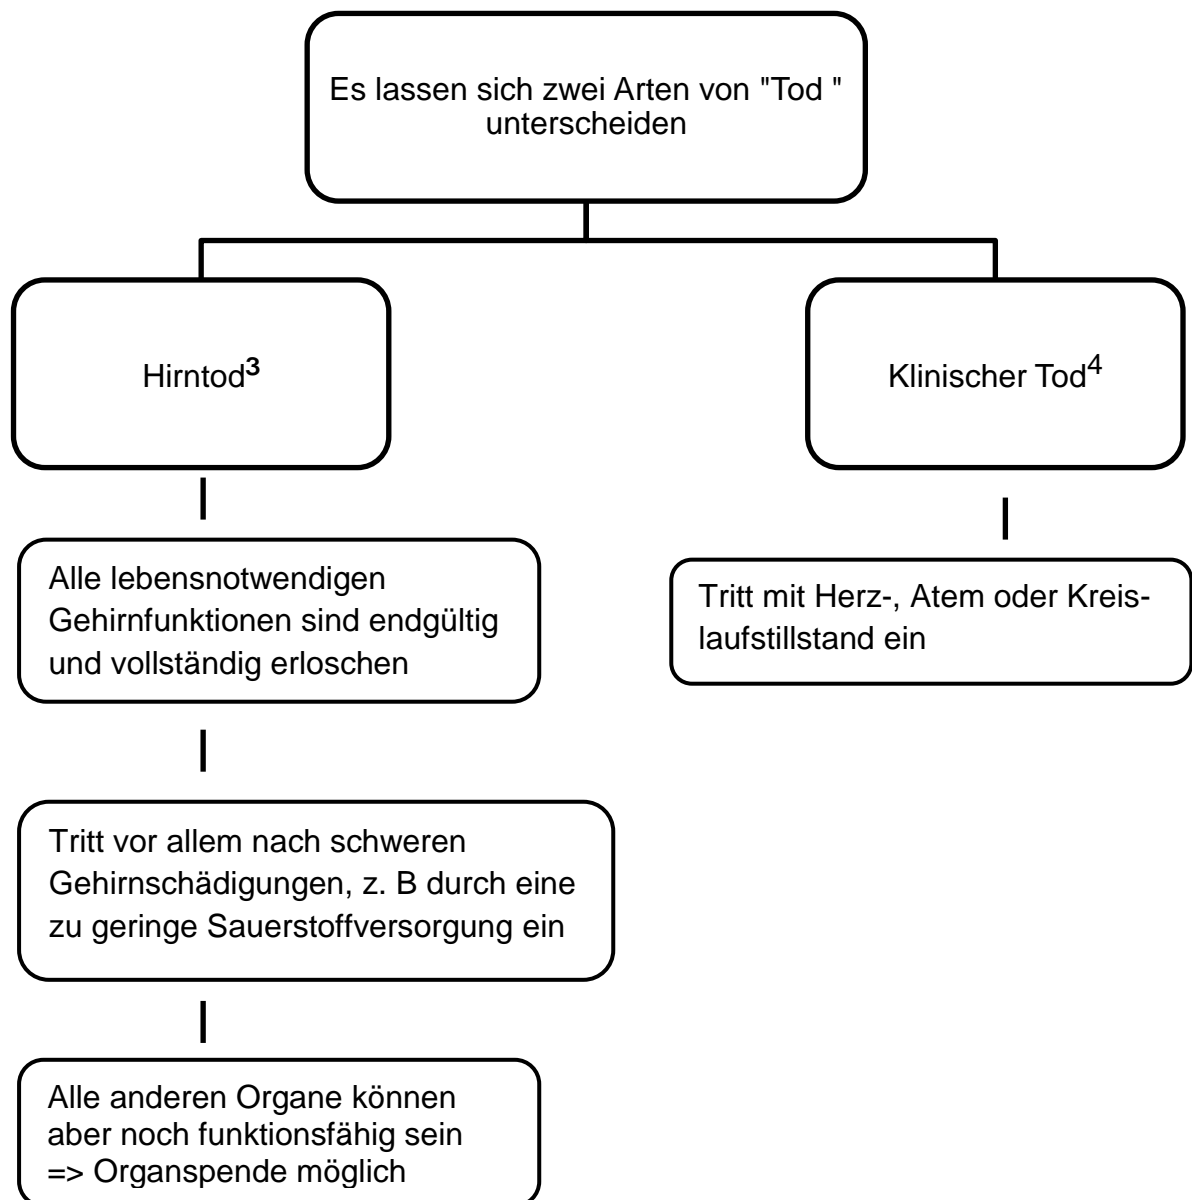 Es lassen sich zwei Arten von "Tod "
unterscheiden
Hirntod³
Klinischer Tod⁴
Alle lebensnotwendigen
Gehirnfunktionen sind endgültig
und vollständig erloschen
Tritt mit Herz-, Atem oder Kreis-
laufstillstand ein
Tritt vor allem nach schweren
Gehirnschädigungen, z. B durch eine
zu geringe Sauerstoffversorgung ein
Alle anderen Organe können
aber noch funktionsfähig sein
=> Organspende möglich